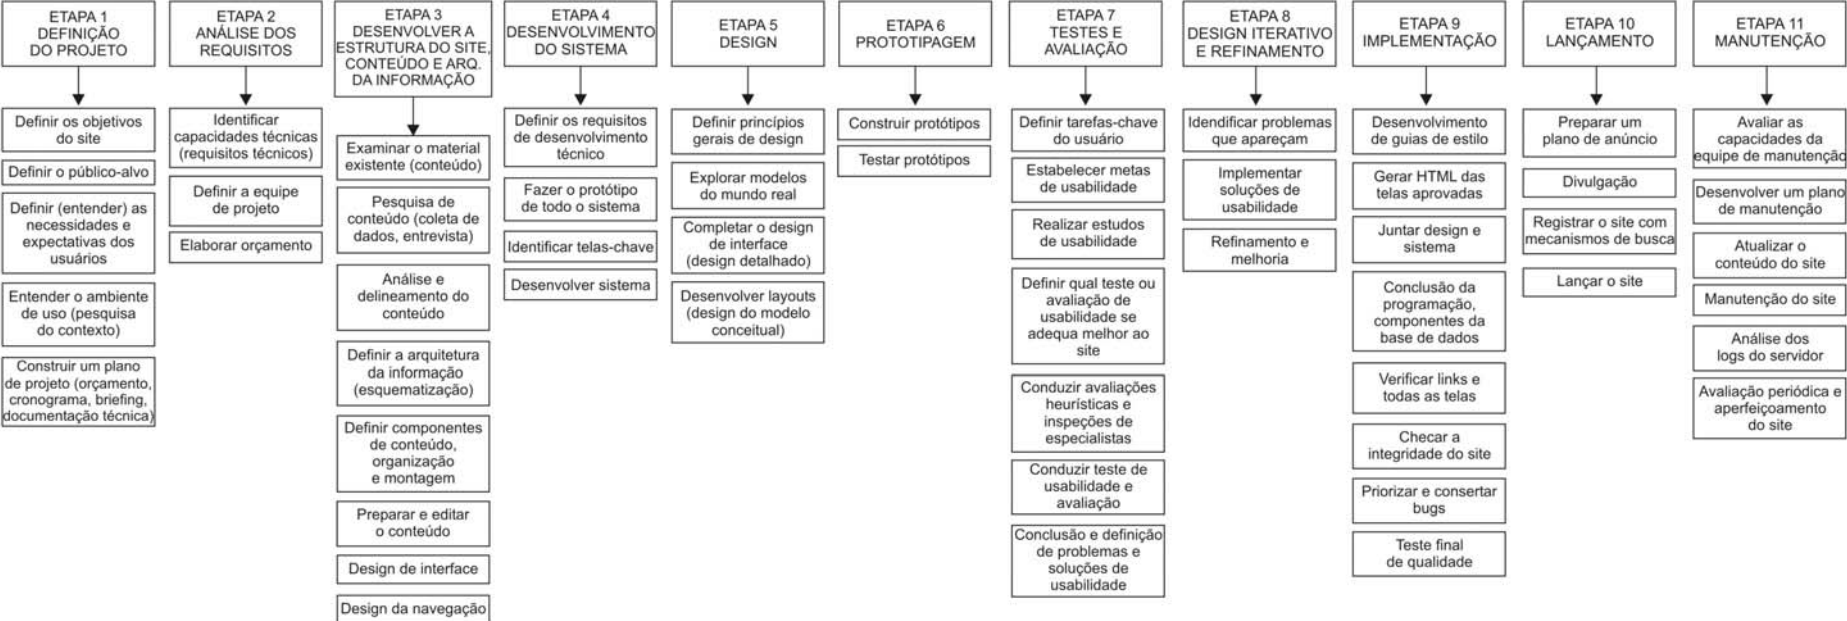 ETAPA 1
DEFINIÇÃO
DO PROJETO
Definir os objetivos
do site
Definir o público-alvo
Definir (entender) as
necessidades e
expectativas dos
usuários
Entender o ambiente
de uso (pesquisa
do contexto)
Construir um plano
de projeto (orçamento,
cronograma, briefing,
documentação técnica)
ETAPA 2
ANÁLISE DOS
REQUISITOS
Identificar
capacidades técnicas
(requisitos técnicos)
Definir a equipe
de projeto
Elaborar orçamento
ETAPA 3
DESENVOLVER A
ESTRUTURA DO SITE,
CONTEÚDO E ARQ.
DA INFORMAÇÃO
Examinar o material
existente (conteúdo)
Pesquisa de
conteúdo (coleta de
dados, entrevista)
Análise e
delineamento do
conteúdo
Definir a arquitetura
da informação
(esquematização)
Definir componentes
de conteúdo,
organização
e montagem
Preparar e editar
o conteúdo
Design de interface
Design da navegação
ETAPA 4
DESENVOLVIMENTO
DO SISTEMA
Definir os requisitos
de desenvolvimento
técnico
Fazer o protótipo
de todo o sistema
Identificar telas-chave
Desenvolver sistema
ETAPA 5
DESIGN
Definir princípios
gerais de design
Explorar modelos
do mundo real
Completar o design
de interface
(design detalhado)
Desenvolver layouts
(design do modelo
conceitual)
ETAPA 6
PROTOTIPAGEM
Construir protótipos
Testar protótipos
ETAPA 7
TESTES E
AVALIAÇÃO
Definir tarefas-chave
do usuário
Estabelecer metas
de usabilidade
Realizar estudos
de usabilidade
Definir qual teste ou
avaliação de
usabilidade se
adequa melhor ao
site
Conduzir avaliações
heurísticas e
inspeções de
especialistas
Conduzir teste de
usabilidade e
avaliação
Conclusão e definição
de problemas e
soluções de
usabilidade
ETAPA 8
DESIGN ITERATIVO
E REFINAMENTO
Idendificar problemas
que apareçam
Implementar
soluções de
usabilidade
Refinamento e
melhoria
ETAPA 9
IMPLEMENTAÇÃO
Desenvolvimento
de guias de estilo
Gerar HTML das
telas aprovadas
Juntar design e
sistema
Conclusão da
programação,
componentes da
base de dados
Verificar links e
todas as telas
Checar a
integridade do site
Priorizar e consertar
bugs
Teste final
de qualidade
ETAPA 10
LANÇAMENTO
Preparar um
plano de anúncio
Divulgação
Registrar o site com
mecanismos de busca
Lançar o site
ETAPA 11
MANUTENÇÃO
Avaliar as
capacidades da
equipe de manutenção
Desenvolver um plano
de manutenção
Atualizar o
conteúdo do site
Manutenção do site
Análise dos
logs do servidor
Avaliação periódica e
aperfeiçoamento
do site